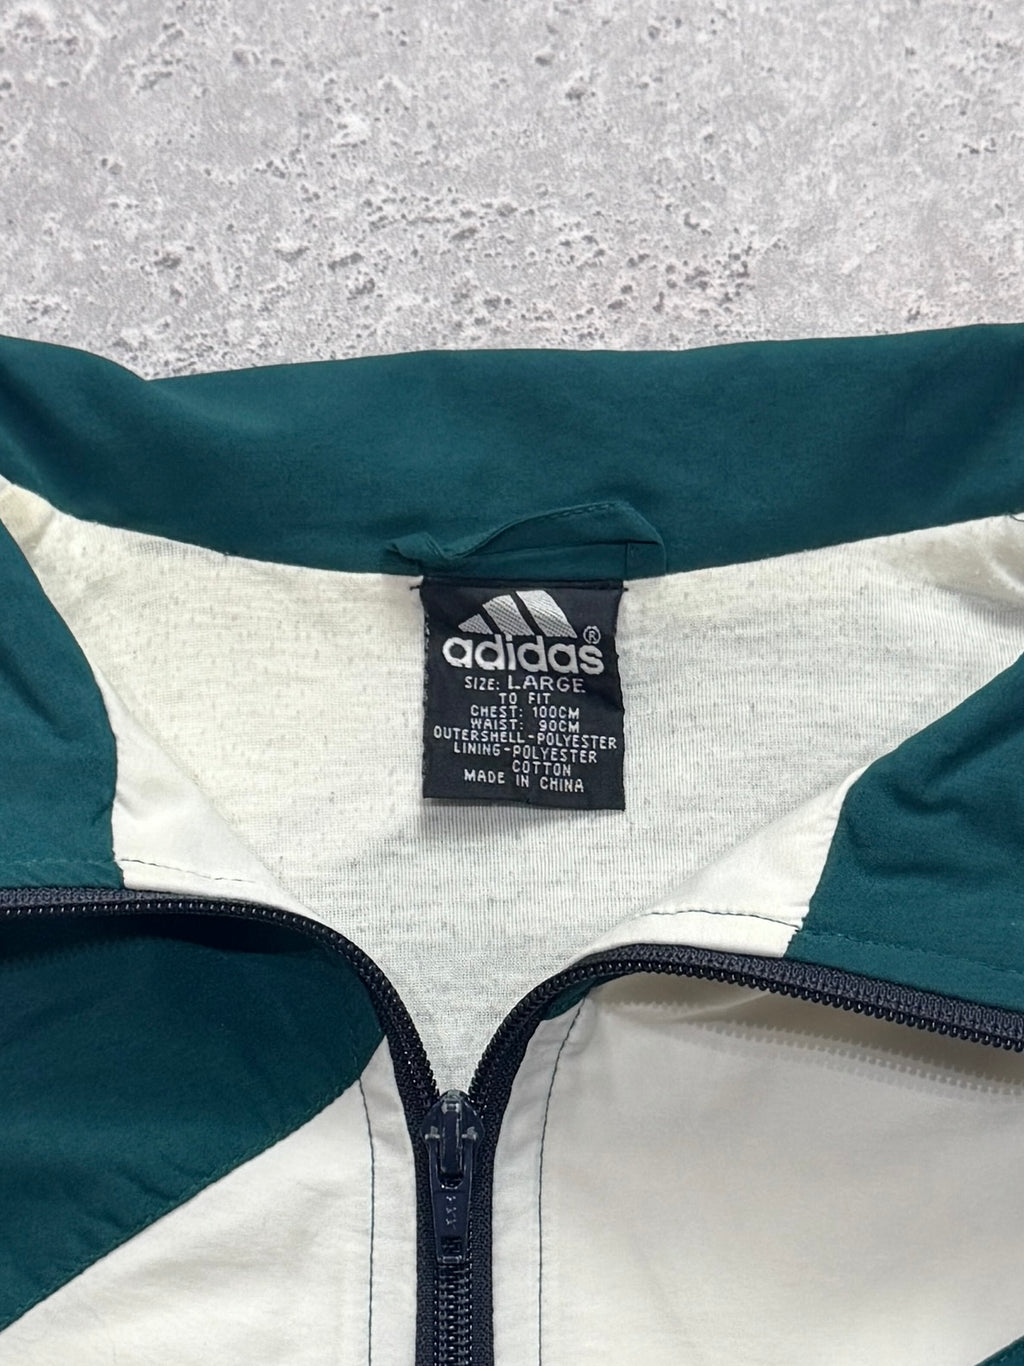 adidas®
SIZE: LARGE
TO FIT
CHEST: 100CM
WAIST: 90CM
OUTERSHELL-POLYESTER
LINING-POLYESTER
COTTON
MADE IN CHINA